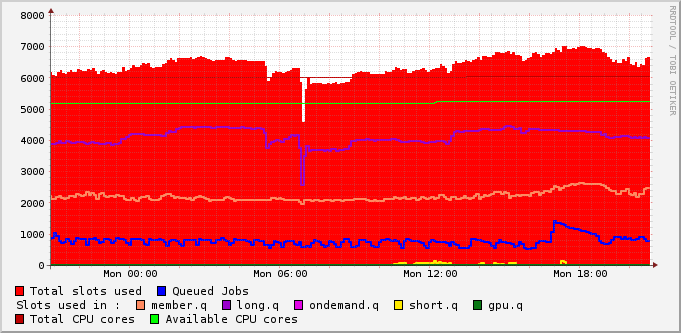 8000
7000
6000
5000
4000
3000
2000
1000
0
Mon 00:00 Mon 06:00 Mon 12:00 Mon 18:00
RRDTOOL / TOBI OETIKER
Total slots used Queued Jobs
Slots used in : member.q long.q ondemand.q short.q gpu.q
Total CPU cores Available CPU cores